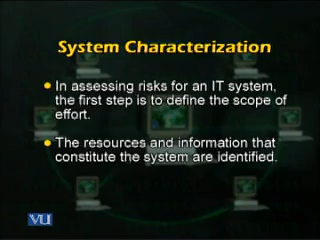 System Characterization
In assessing risks for an IT system,
the first step is to define the scope of
effort.
The resources and information that
constitute the system are identified.
VU